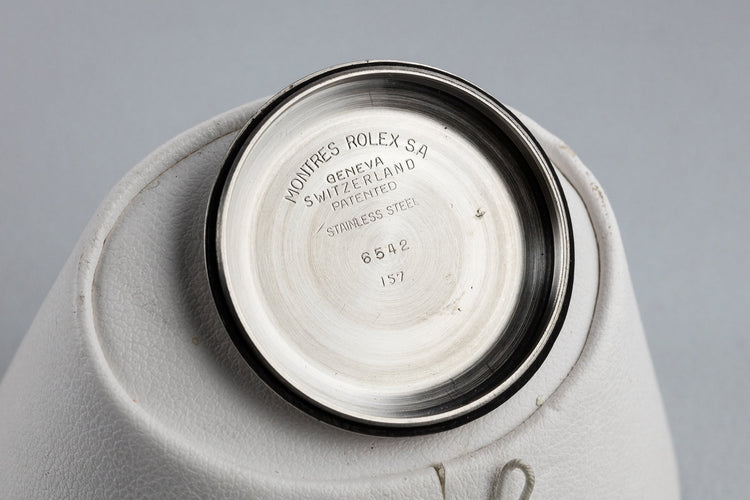 MONTRES ROLEX S.A
GENEVA
SWITZERLAND
PATENTED
STAINLESS STEEL
6542
157